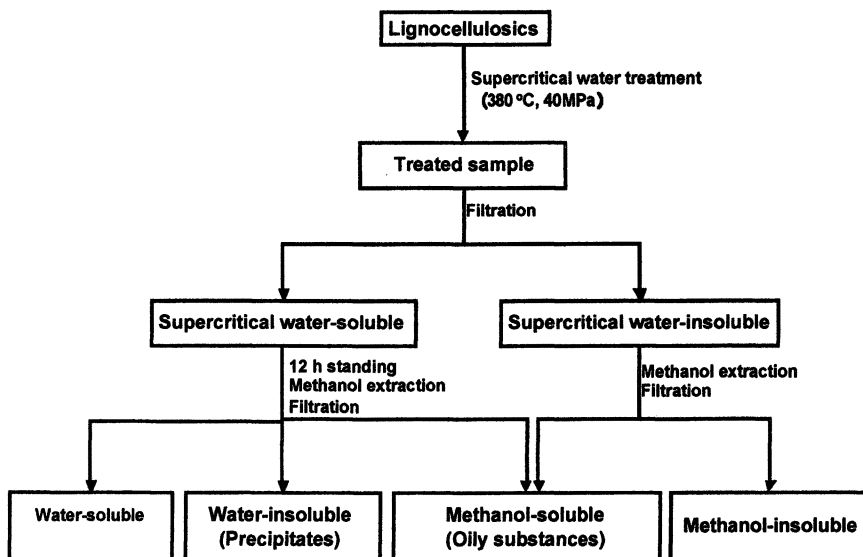 Lignocellulosics
Supercritical water treatment
(380 ºC, 40MPa)
Treated sample
Filtration
Supercritical water-soluble
Supercritical water-insoluble
12 h standing
Methanol extraction
Filtration
Methanol extraction
Filtration
Water-soluble
Water-insoluble
(Precipitates)
Methanol-soluble
(Oily substances)
Methanol-insoluble